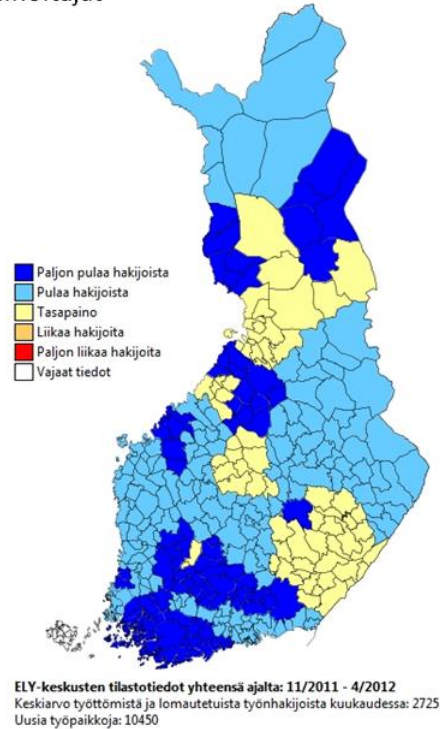 Paljon pulaa hakijoista
Pulaa hakijoista
Tasapaino
Liikaa hakijoita
Paljon liikaa hakijoita
Vajaat tiedot
ELY-keskusten tilastotiedot yhteensä ajalta: 11/2011 - 4/2012
Keskiarvo työttömistä ja lomautetuista työnhakijoista kuukaudessa: 2725
Uusia työpaikkoja: 10450